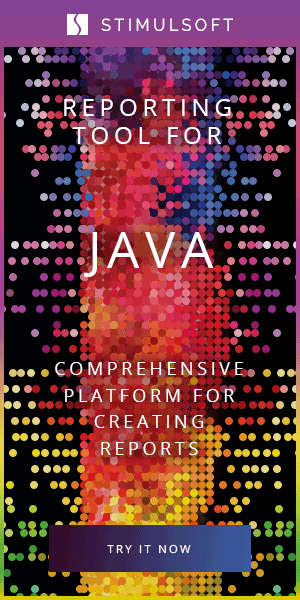 STIMULSOFT
REPORTING
TOOL FOR
JAVA
COMPREHENSIVE
PLATFORM FOR
CREATING
REPORTS
TRY IT NOW